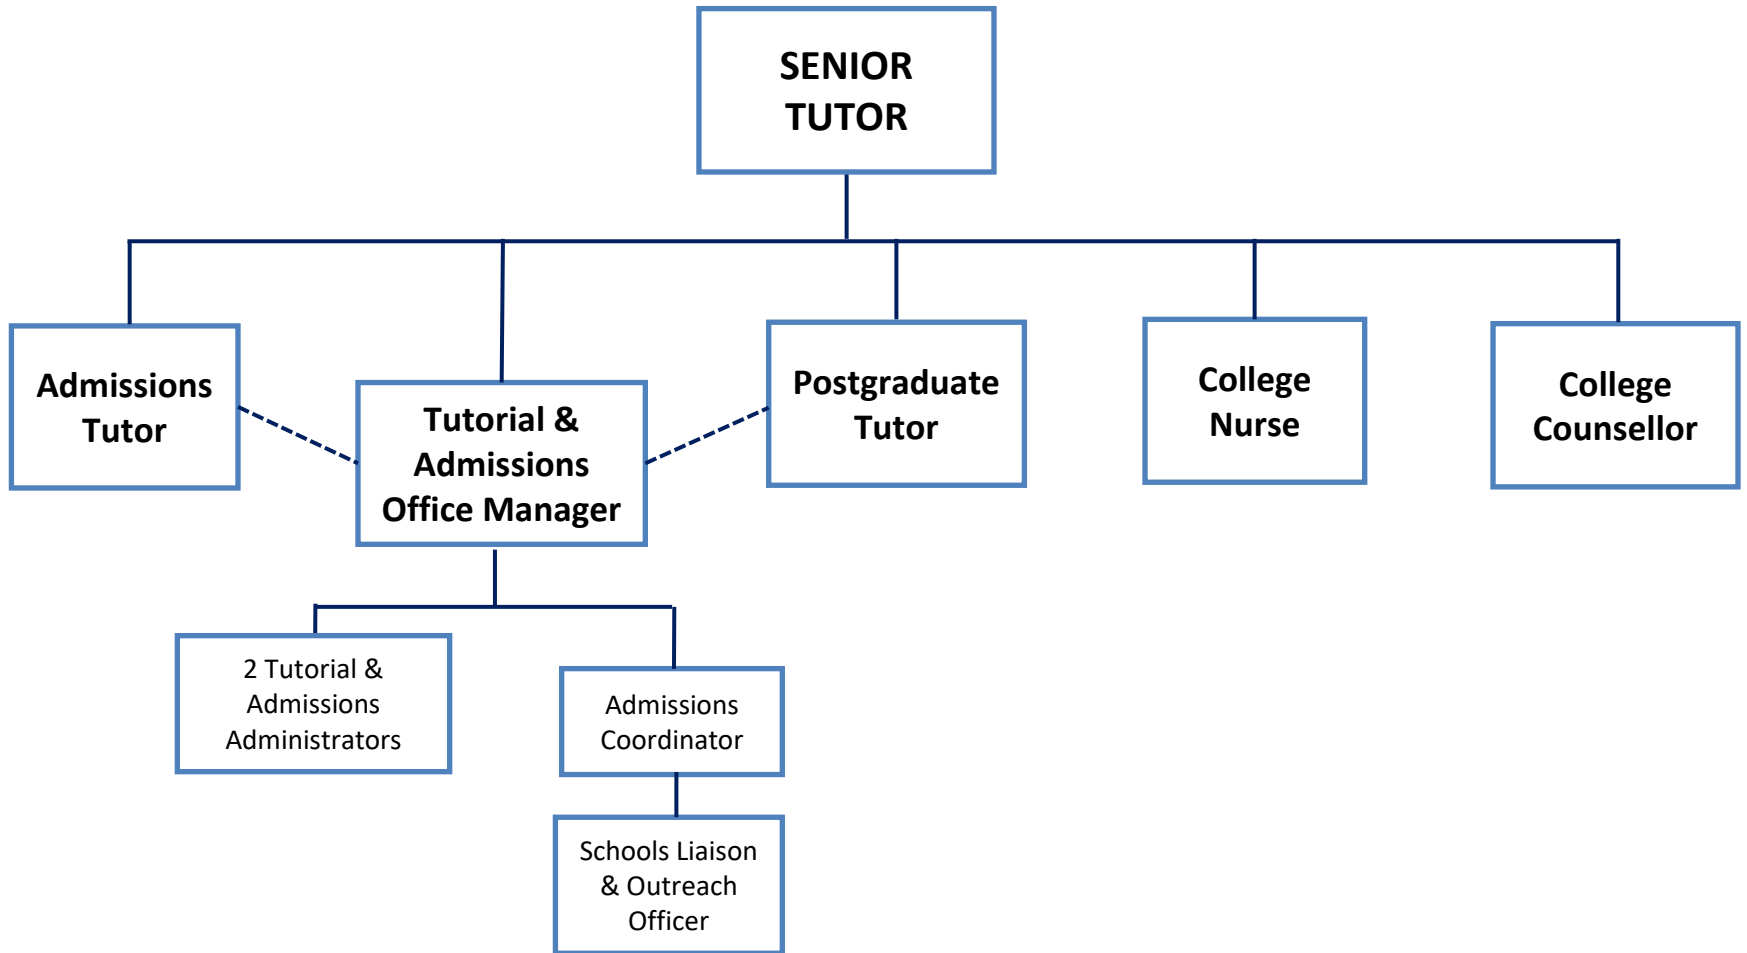 SENIOR
TUTOR
Admissions
Tutor
Tutorial &
Admissions
Office Manager
Postgraduate
Tutor
College
Nurse
College
Counsellor
2 Tutorial &
Admissions
Administrators
Admissions
Coordinator
Schools Liaison
& Outreach
Officer